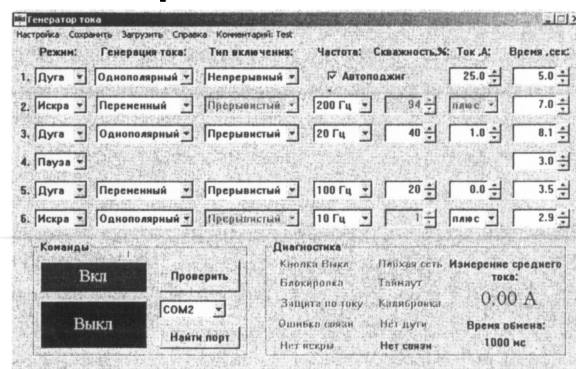 Генератор тока
Настройка Сохранить Загрузить Справка Комментарий: Test
Режим: Генерация тока: Тип включения: Частота: Скважность,%: Ток ,А: Время ,сек:
1. Дуга Однополярный Непрерывный Автоподжиг 25.0 5.0
2. Искра Переменный Прерывистый 200 Гц 94 плюс 7.0
3. Дуга Однополярный Прерывистый 20 Гц 40 1.0 8.1
4. Пауза 3.0
5. Дуга Переменный Прерывистый 100 Гц 20 0.0 3.5
6. Искра Однополярный Прерывистый 10 Гц 1 плюс 2.9
Команды
Вкл
Проверить
COM2
Выкл
Найти порт
Диагностика
Кнопка Выкл Плохая сеть
Блокировка Таймаут
Защита по току Калибровка
Ошибка связи Нет дуги
Нет искры Нет связи
Измерение среднего
тока:
0,00 А
Время обмена:
1000 мс